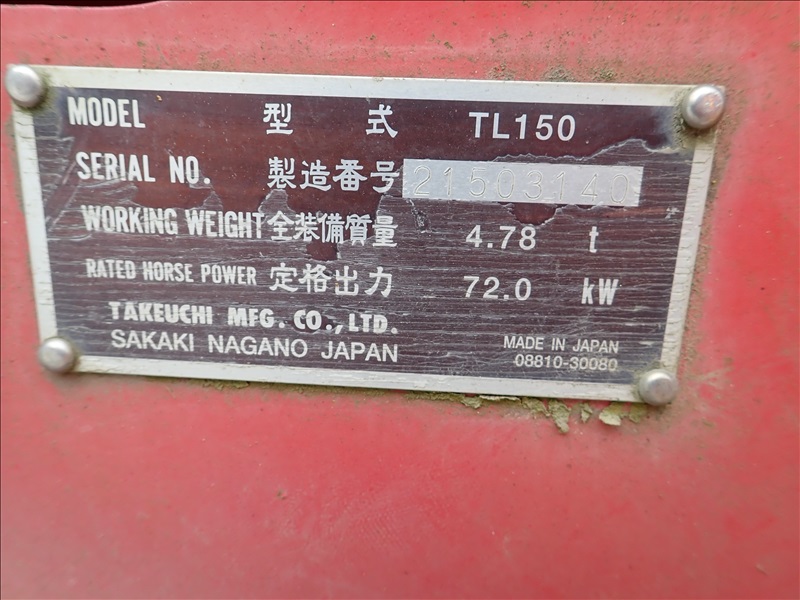 MODEL 型式 TL150
SERIAL NO. 製造番号 21503140
WORKING WEIGHT 全装備質量 4.78 t
RATED HORSE POWER 定格出力 72.0 kW
TAKEUCHI MFG. CO., LTD.
SAKAKI NAGANO JAPAN
MADE IN JAPAN
08810-30080